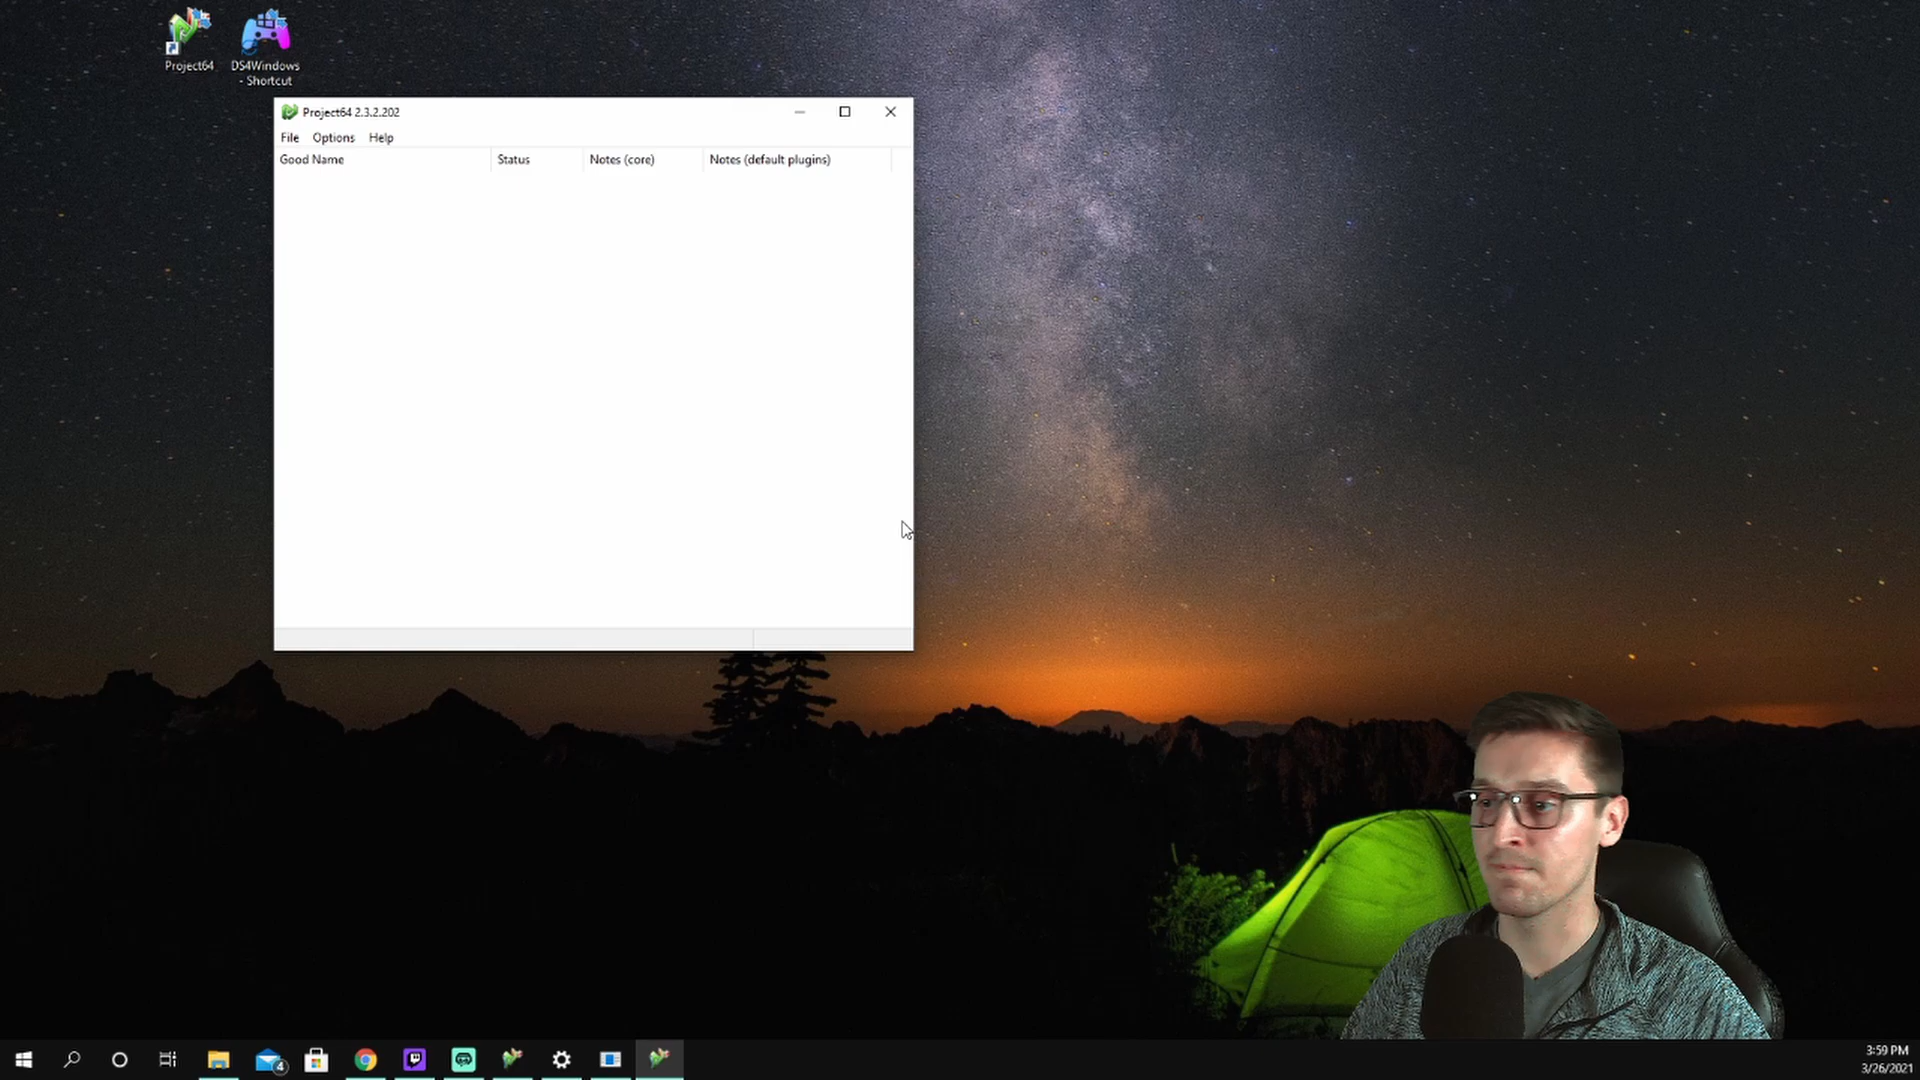 Project64
DS4Windows
- Shortcut
Project64 2.3.2.202
File Options Help
Good Name Status Notes (core) Notes (default plugins)
4
3:59 PM
3/26/2021